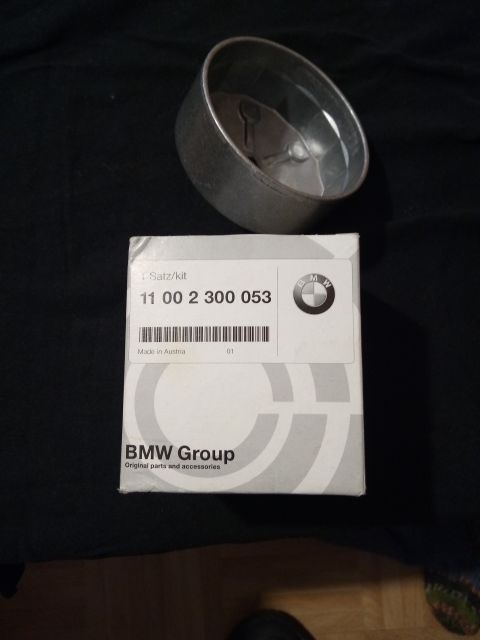 1 Satz/kit
11 00 2 300 053
BMW
Made in Austria 01
BMW Group
Original parts and accessories